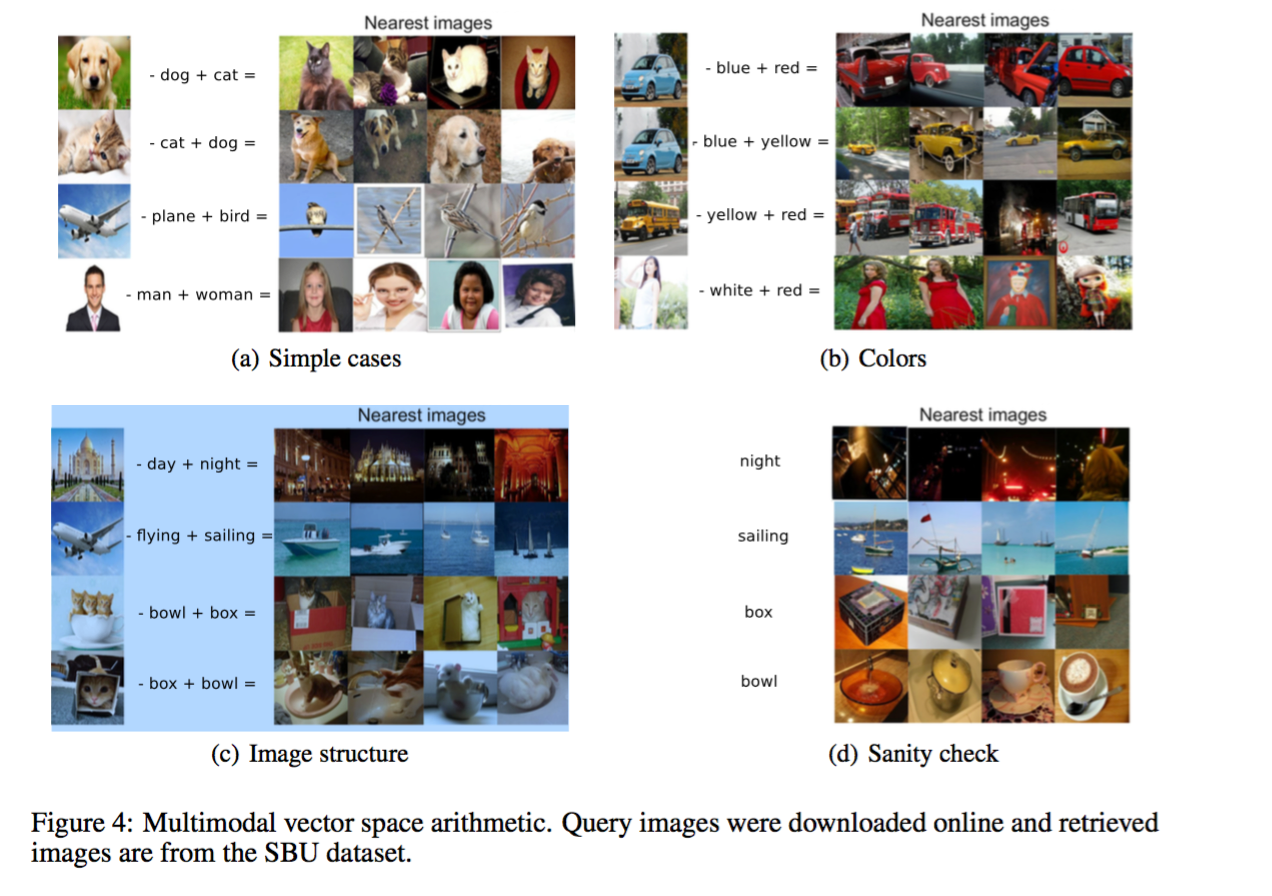 Nearest images
- dog + cat =
- cat + dog =
- plane + bird =
- man + woman =
(a) Simple cases
Nearest images
- blue + red =
- blue + yellow =
- yellow + red =
- white + red =
(b) Colors
Nearest images
- day + night =
- flying + sailing =
- bowl + box =
- box + bowl =
(c) Image structure
Nearest images
night
sailing
box
bowl
(d) Sanity check
Figure 4: Multimodal vector space arithmetic. Query images were downloaded online and retrieved
images are from the SBU dataset.